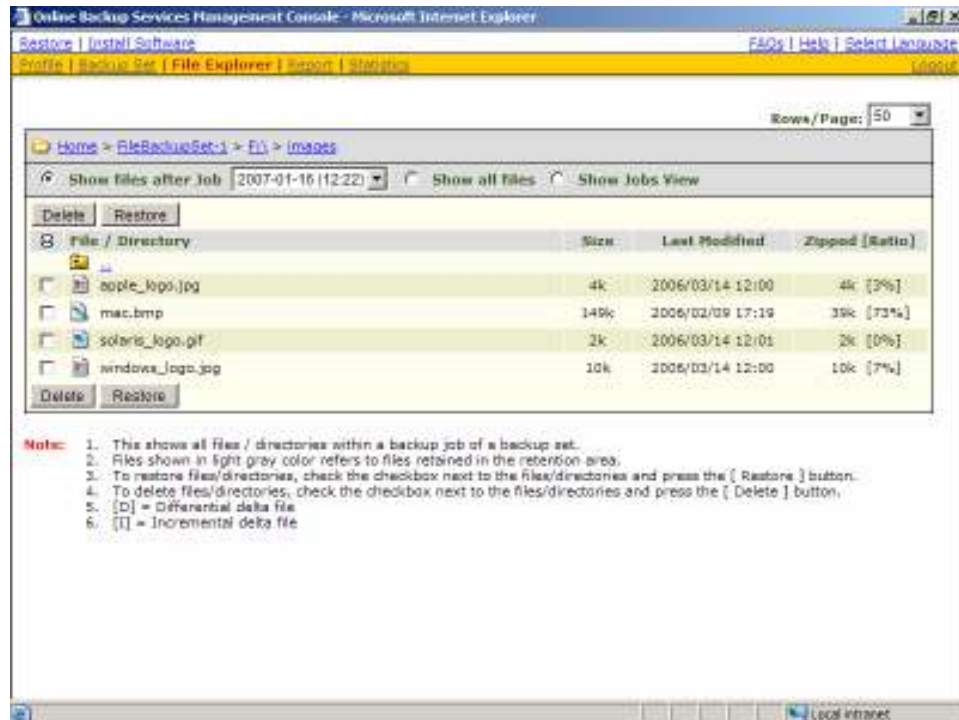 Online Backup Services Management Console - Microsoft Internet Explorer
Restore | Install Software FAQs | Help | Select Language
Profile | Backup Set | File Explorer | Report | Statistics Logout
Rows/Page: 50
Home > FileBackupSet-1 > F:\ > images
Show files after Job 2007-01-16 (12:22) Show all files Show Jobs View
Delete Restore
File / Directory Size Last Modified Zipped [Ratio]
..
apple_logo.jpg 4k 2006/03/14 12:00 4k [3%]
mac.bmp 149k 2006/02/09 17:19 39k [73%]
solaris_logo.gif 2k 2006/03/14 12:01 2k [0%]
windows_logo.jpg 10k 2006/03/14 12:00 10k [7%]
Delete Restore
Note: 1. This shows all files / directories within a backup job of a backup set.
2. Files shown in light gray color refers to files retained in the retention area.
3. To restore files/directories, check the checkbox next to the files/directories and press the [ Restore ] button.
4. To delete files/directories, check the checkbox next to the files/directories and press the [ Delete ] button.
5. [D] = Differential delta file
6. [I] = Incremental delta file
Local intranet